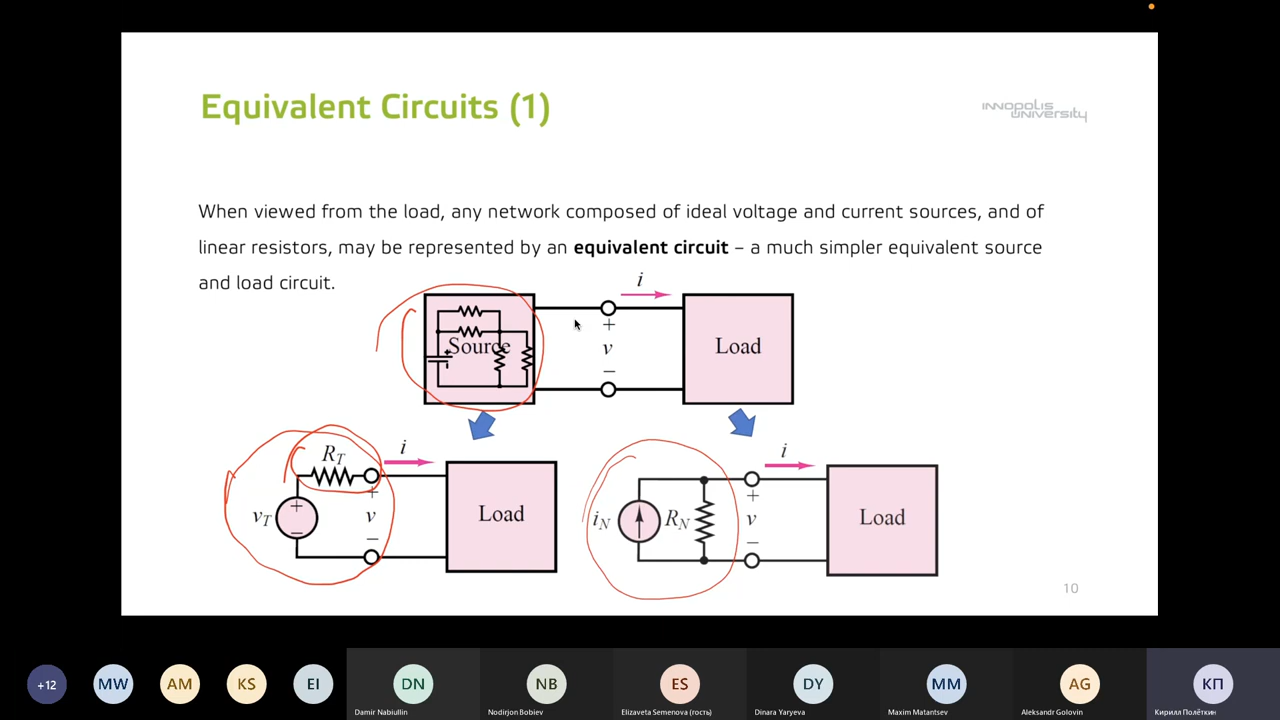 Equivalent Circuits (1)
INNOPOLIS
UNIVERSITY
When viewed from the load, any network composed of ideal voltage and current sources, and of
linear resistors, may be represented by an equivalent circuit – a much simpler equivalent source
and load circuit.
i
Source
+
v
−
Load
R_T
i
v_T
+
−
+
v
−
Load
i
i_N
R_N
+
v
−
Load
10
+12
MW
AM
KS
EI
DN
NB
ES
DY
MM
AG
КП
Damir Nabiullin
Nodirjon Bobiev
Elizaveta Semenova (гость)
Dinara Yaryeva
Maxim Matantsev
Aleksandr Golovin
Кирилл Полёткин